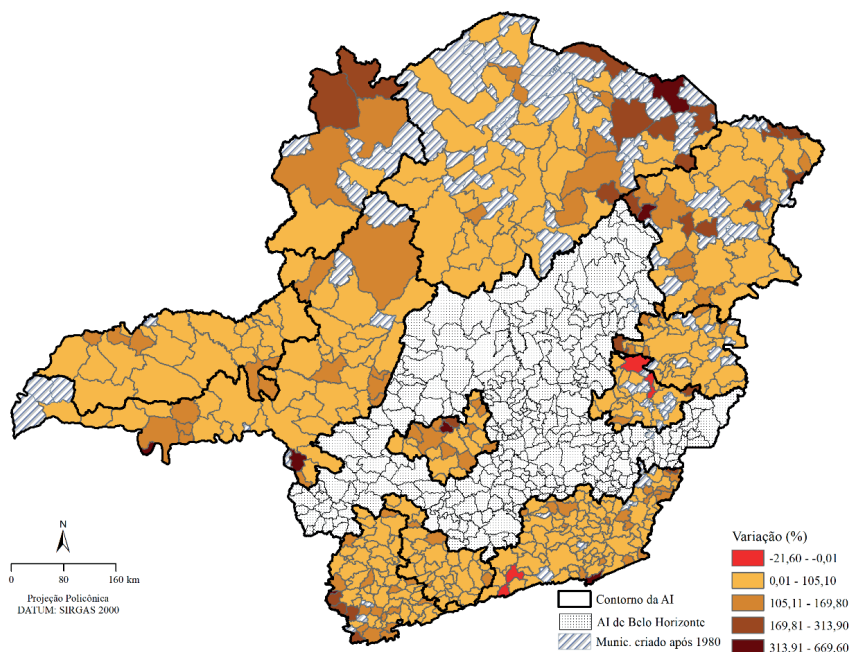 N
0 80 160 km
Projeção Policônica
DATUM: SIRGAS 2000
Contorno da AI
AI de Belo Horizonte
Munic. criado após 1980
Variação (%)
-21,60 - -0,01
0,01 - 105,10
105,11 - 169,80
169,81 - 313,90
313,91 - 669,60